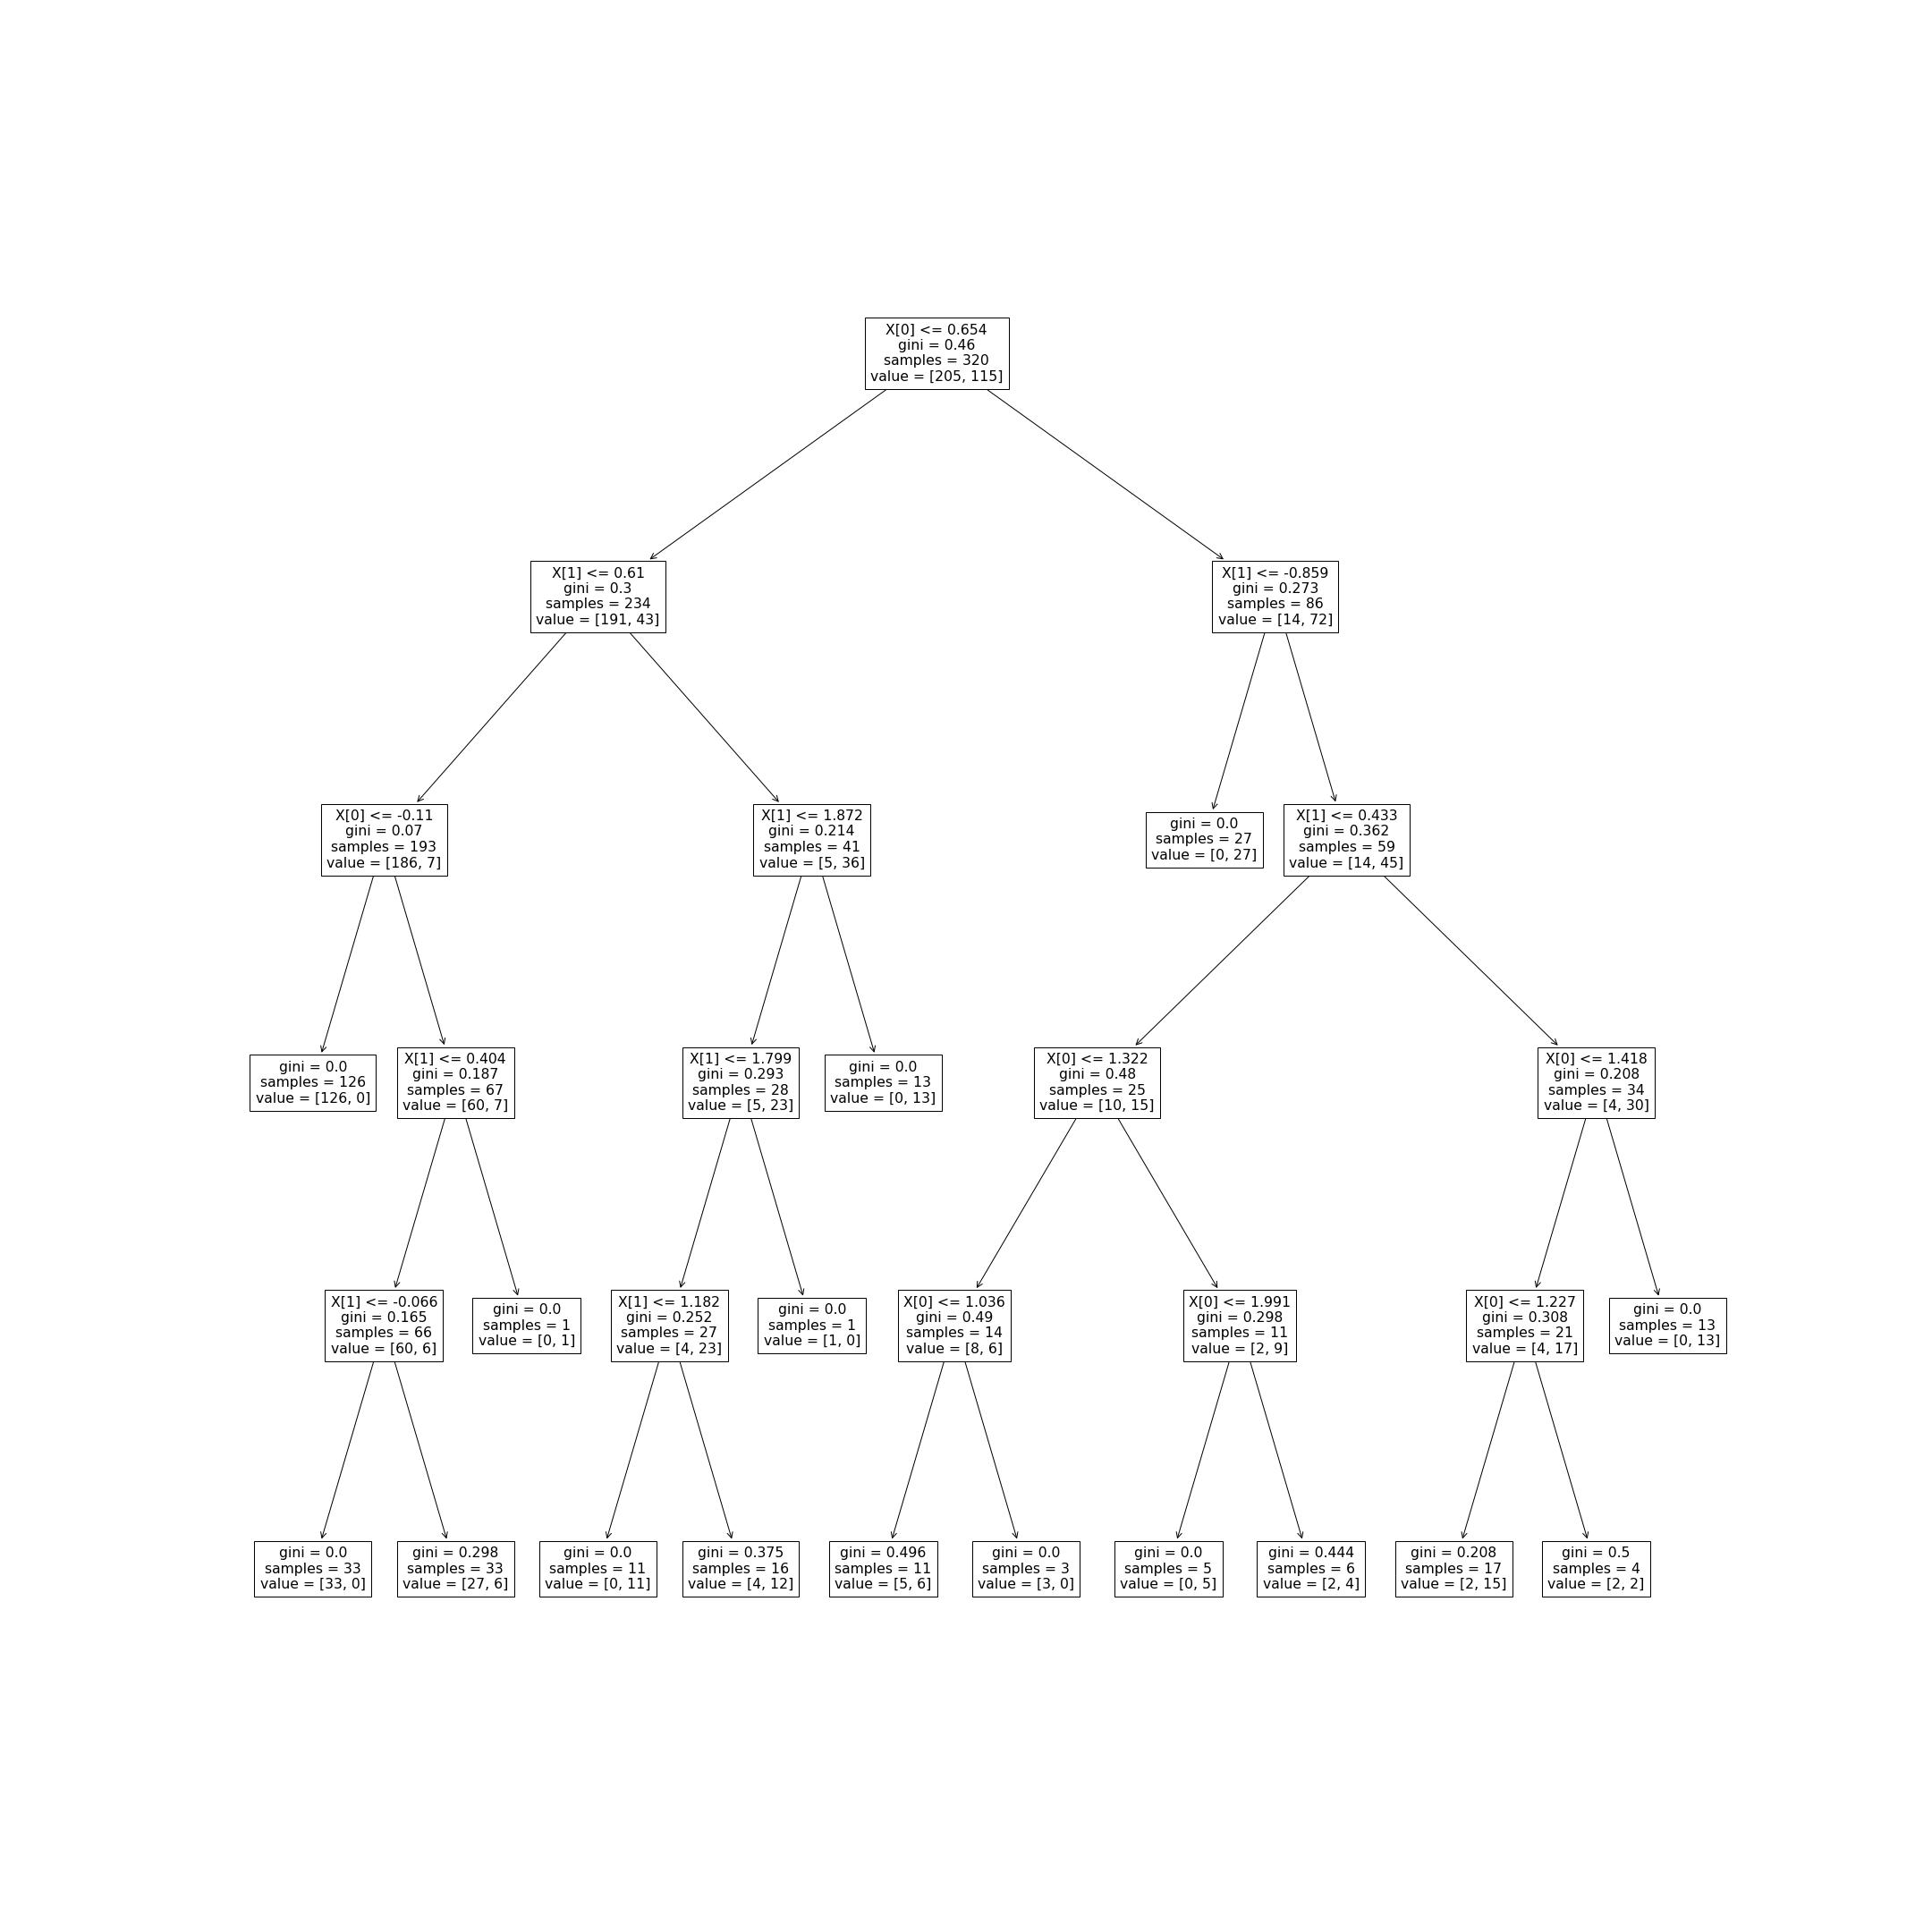 X[0] <= 0.654
gini = 0.46
samples = 320
value = [205, 115]
X[1] <= 0.61
gini = 0.3
samples = 234
value = [191, 43]
X[1] <= -0.859
gini = 0.273
samples = 86
value = [14, 72]
X[0] <= -0.11
gini = 0.07
samples = 193
value = [186, 7]
X[1] <= 1.872
gini = 0.214
samples = 41
value = [5, 36]
gini = 0.0
samples = 27
value = [0, 27]
X[1] <= 0.433
gini = 0.362
samples = 59
value = [14, 45]
gini = 0.0
samples = 126
value = [126, 0]
X[1] <= 0.404
gini = 0.187
samples = 67
value = [60, 7]
X[1] <= 1.799
gini = 0.293
samples = 28
value = [5, 23]
gini = 0.0
samples = 13
value = [0, 13]
X[0] <= 1.322
gini = 0.48
samples = 25
value = [10, 15]
X[0] <= 1.418
gini = 0.208
samples = 34
value = [4, 30]
X[1] <= -0.066
gini = 0.165
samples = 66
value = [60, 6]
gini = 0.0
samples = 1
value = [0, 1]
X[1] <= 1.182
gini = 0.252
samples = 27
value = [4, 23]
gini = 0.0
samples = 1
value = [1, 0]
X[0] <= 1.036
gini = 0.49
samples = 14
value = [8, 6]
X[0] <= 1.991
gini = 0.298
samples = 11
value = [2, 9]
X[0] <= 1.227
gini = 0.308
samples = 21
value = [4, 17]
gini = 0.0
samples = 13
value = [0, 13]
gini = 0.0
samples = 33
value = [33, 0]
gini = 0.298
samples = 33
value = [27, 6]
gini = 0.0
samples = 11
value = [0, 11]
gini = 0.375
samples = 16
value = [4, 12]
gini = 0.496
samples = 11
value = [5, 6]
gini = 0.0
samples = 3
value = [3, 0]
gini = 0.0
samples = 5
value = [0, 5]
gini = 0.444
samples = 6
value = [2, 4]
gini = 0.208
samples = 17
value = [2, 15]
gini = 0.5
samples = 4
value = [2, 2]